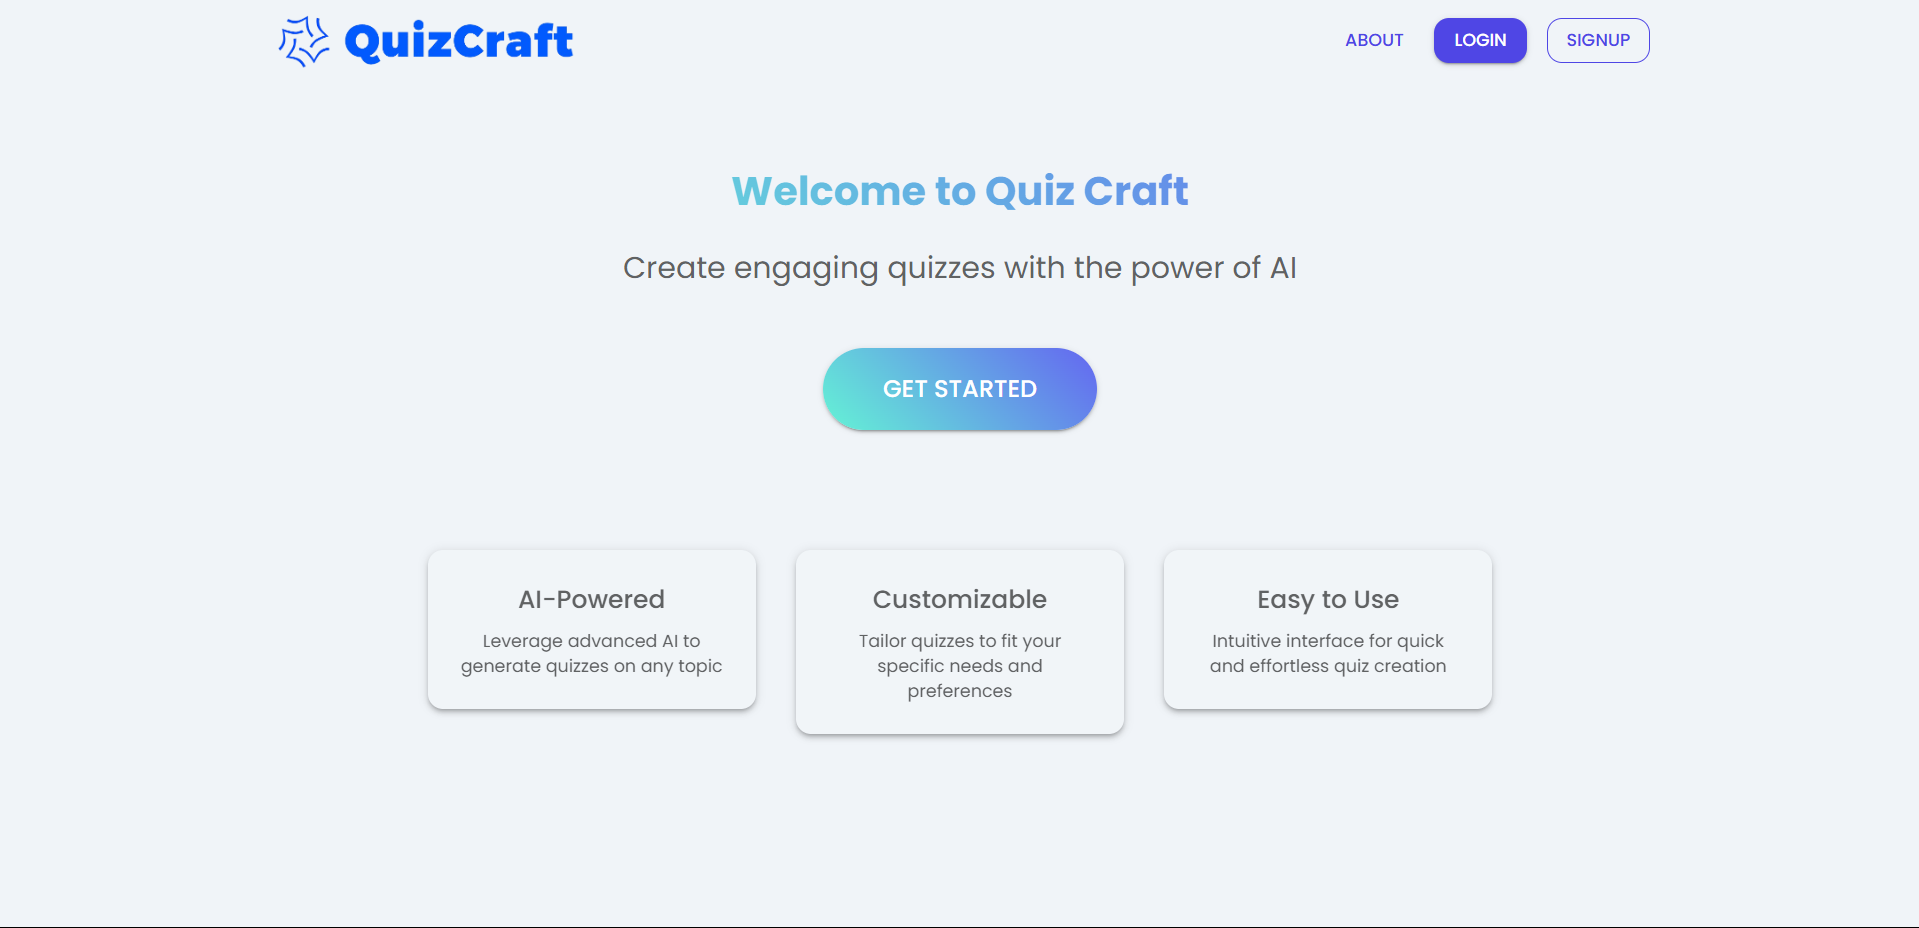 QuizCraft
ABOUT
LOGIN
SIGNUP
Welcome to Quiz Craft
Create engaging quizzes with the power of AI
GET STARTED
AI-Powered
Leverage advanced AI to
generate quizzes on any topic
Customizable
Tailor quizzes to fit your
specific needs and
preferences
Easy to Use
Intuitive interface for quick
and effortless quiz creation